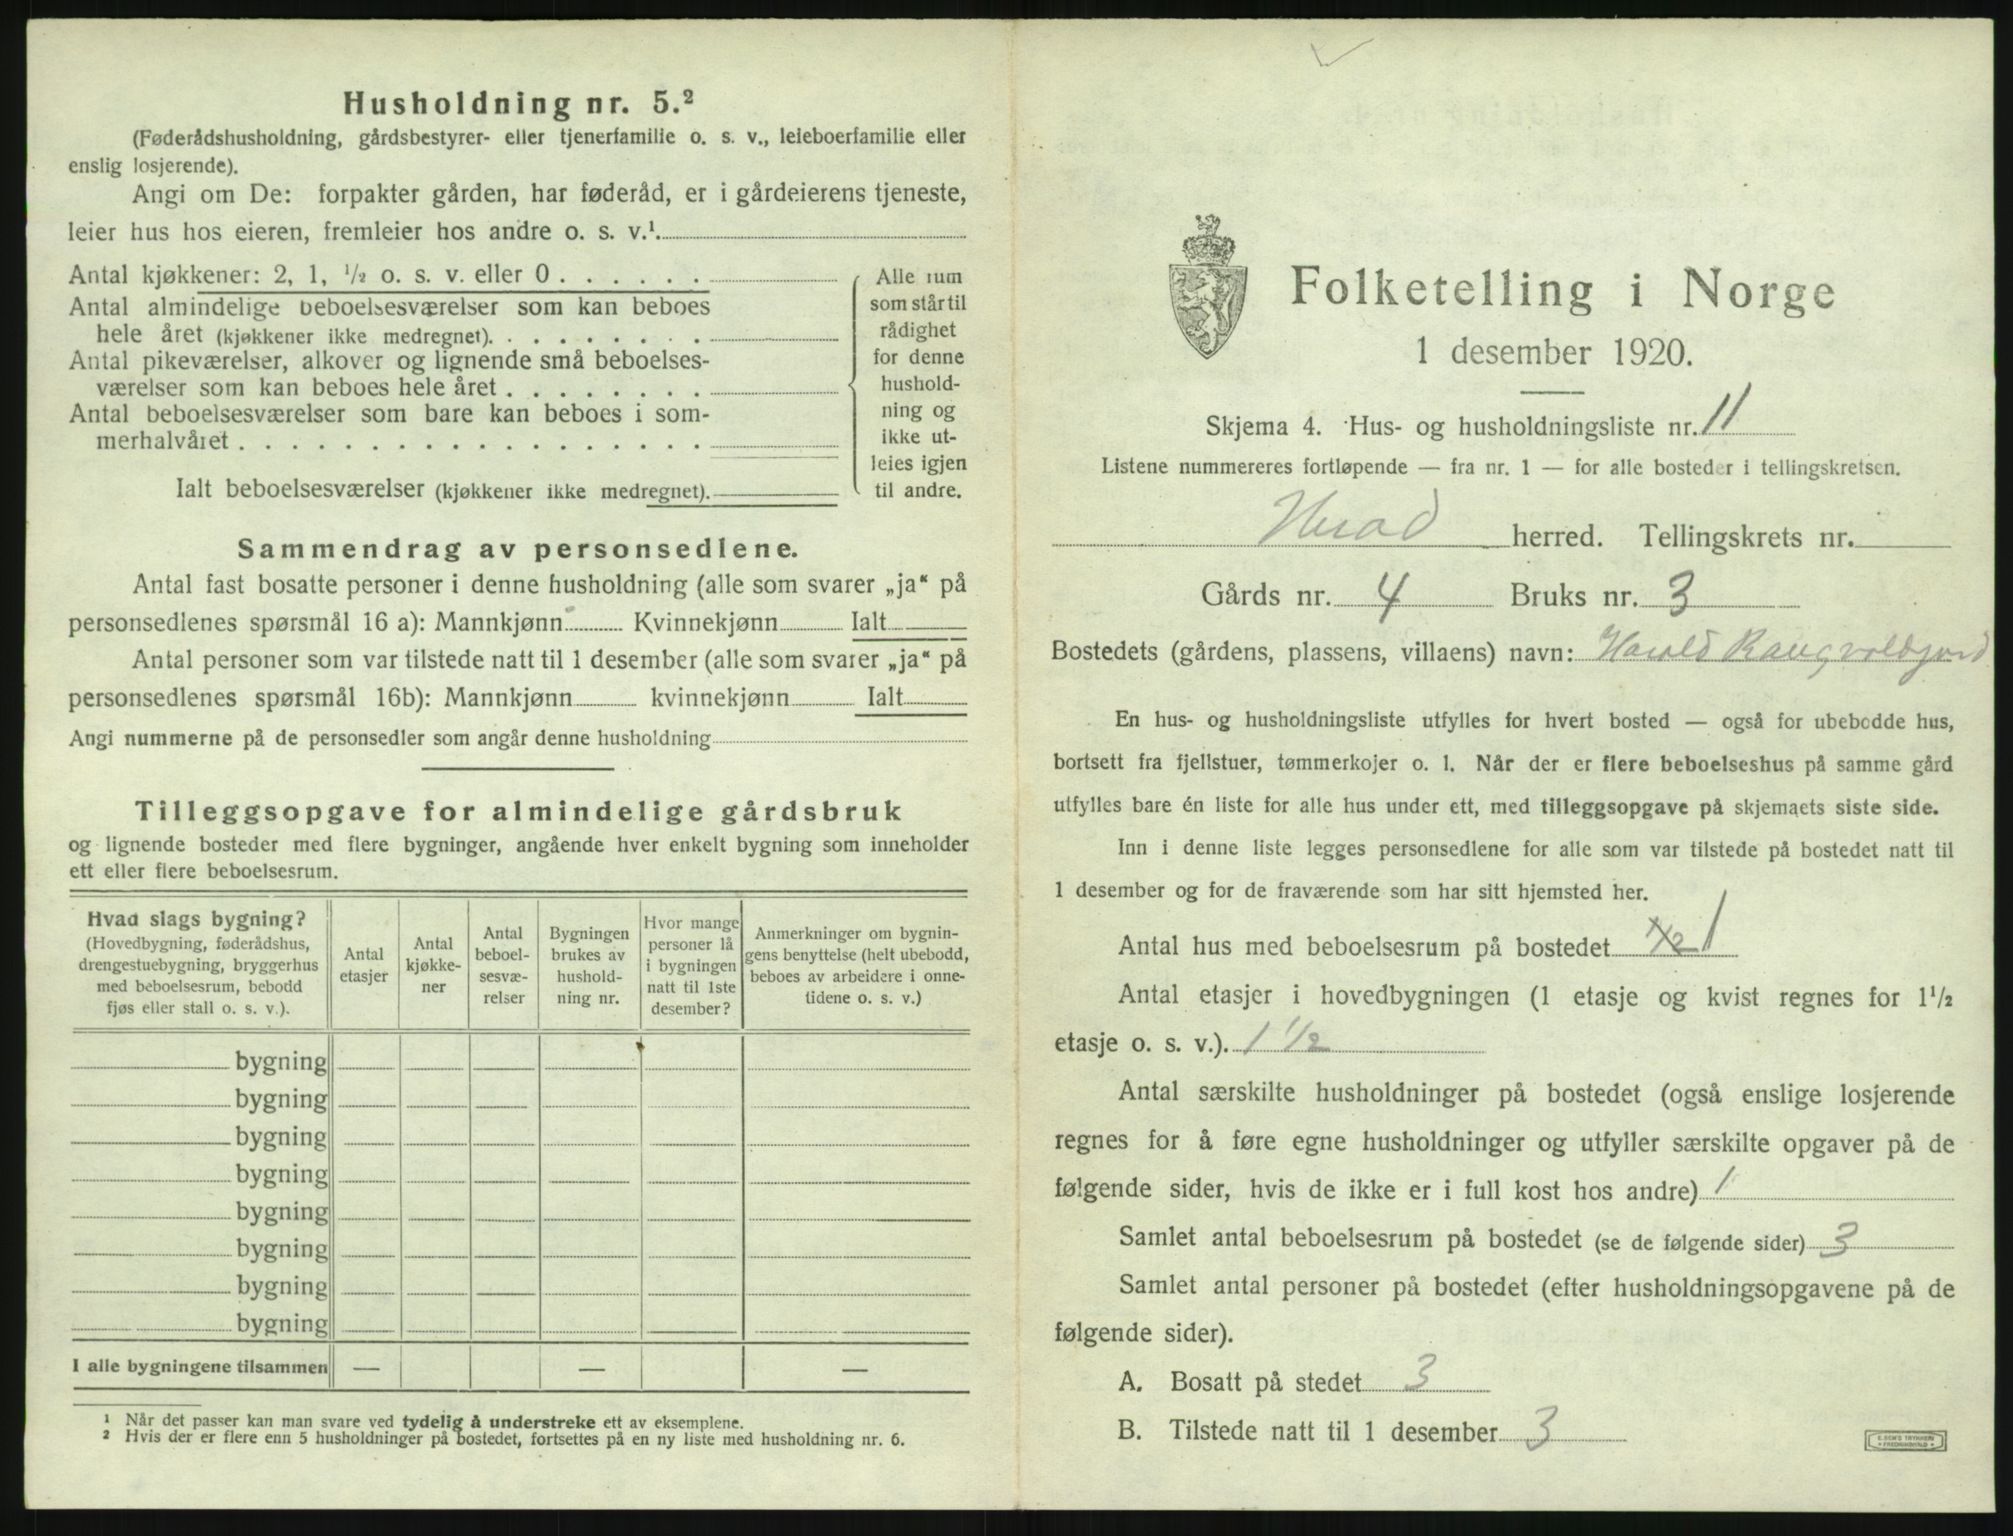 Husholdning nr. 5.²
(Føderådshusholdning, gårdsbestyrer- eller tjenerfamilie o. s. v., leieboerfamilie eller
enslig losjerende).
Angi om De: forpakter gården, har føderåd, er i gårdeierens tjeneste,
leier hus hos eieren, fremleier hos andre o. s. v.¹
Antal kjøkkener: 2, 1, ½ o. s. v. eller 0 . . . . . .
Antal almindelige beboelsesværelser som kan beboes
hele året (kjøkkener ikke medregnet). . . . . . . . .
Antal pikeværelser, alkover og lignende små beboelses-
værelser som kan beboes hele året . . . . . . . .
Antal beboelsesværelser som bare kan beboes i som-
merhalvåret . . . . . . . . . . . . . . . . . .
Ialt beboelsesværelser (kjøkkener ikke medregnet).
Alle rum
som står til
rådighet
for denne
hushold-
ning og
ikke ut-
leies igjen
til andre.
Sammendrag av personsedlene.
Antal fast bosatte personer i denne husholdning (alle som svarer „ja“ på
personsedlenes spørsmål 16 a): Mannkjønn Kvinnekjønn Ialt
Antal personer som var tilstede natt til 1 desember (alle som svarer „ja“ på
personsedlenes spørsmål 16b): Mannkjønn kvinnekjønn Ialt
Angi nummerne på de personsedler som angår denne husholdning
Tilleggsopgave for almindelige gårdsbruk
og lignende bosteder med flere bygninger, angående hver enkelt bygning som inneholder
ett eller flere beboelsesrum.
Hvad slags bygning?
(Hovedbygning, føderådshus,
drengestuebygning, bryggerhus
med beboelsesrum, bebodd
fjøs eller stall o. s. v.).
Antal
etasjer
Antal
kjøkke-
ner
Antal
beboel-
sesvæ-
relser
Bygningen
brukes av
hushold-
ning nr.
Hvor mange
personer lå
i bygningen
natt til 1ste
desember?
Anmerkninger om bygnin-
gens benyttelse (helt ubebodd,
beboes av arbeidere i onne-
tidene o. s. v.)
bygning
bygning
bygning
bygning
bygning
bygning
bygning
bygning
I alle bygningene tilsammen — — —
¹ Når det passer kan man svare ved tydelig å understreke ett av eksemplene.
² Hvis der er flere enn 5 husholdninger på bostedet, fortsettes på en ny liste med husholdning nr. 6.
Folketelling i Norge
1 desember 1920.
Skjema 4. Hus- og husholdningsliste nr. 11
Listene nummereres fortløpende — fra nr. 1 — for alle bosteder i tellingskretsen.
Herad herred. Tellingskrets nr.
Gårds nr. 4 Bruks nr. 3
Bostedets (gårdens, plassens, villaens) navn: Harald
En hus- og husholdningsliste utfylles for hvert bosted — også for ubebodde hus,
bortsett fra fjellstuer, tømmerkojer o. l. Når der er flere beboelseshus på samme gård
utfylles bare én liste for alle hus under ett, med tilleggsopgave på skjemaets siste side.
Inn i denne liste legges personsedlene for alle som var tilstede på bostedet natt til
1 desember og for de fraværende som har sitt hjemsted her.
Antal hus med beboelsesrum på bostedet 1
Antal etasjer i hovedbygningen (1 etasje og kvist regnes for 1½
etasje o. s. v.). 1 ½
Antal særskilte husholdninger på bostedet (også enslige losjerende
regnes for å føre egne husholdninger og utfyller særskilte opgaver på de
følgende sider, hvis de ikke er i full kost hos andre) 1
Samlet antal beboelsesrum på bostedet (se de følgende sider) 3
Samlet antal personer på bostedet (efter husholdningsopgavene på de
følgende sider).
A. Bosatt på stedet 3
B. Tilstede natt til 1 desember 3